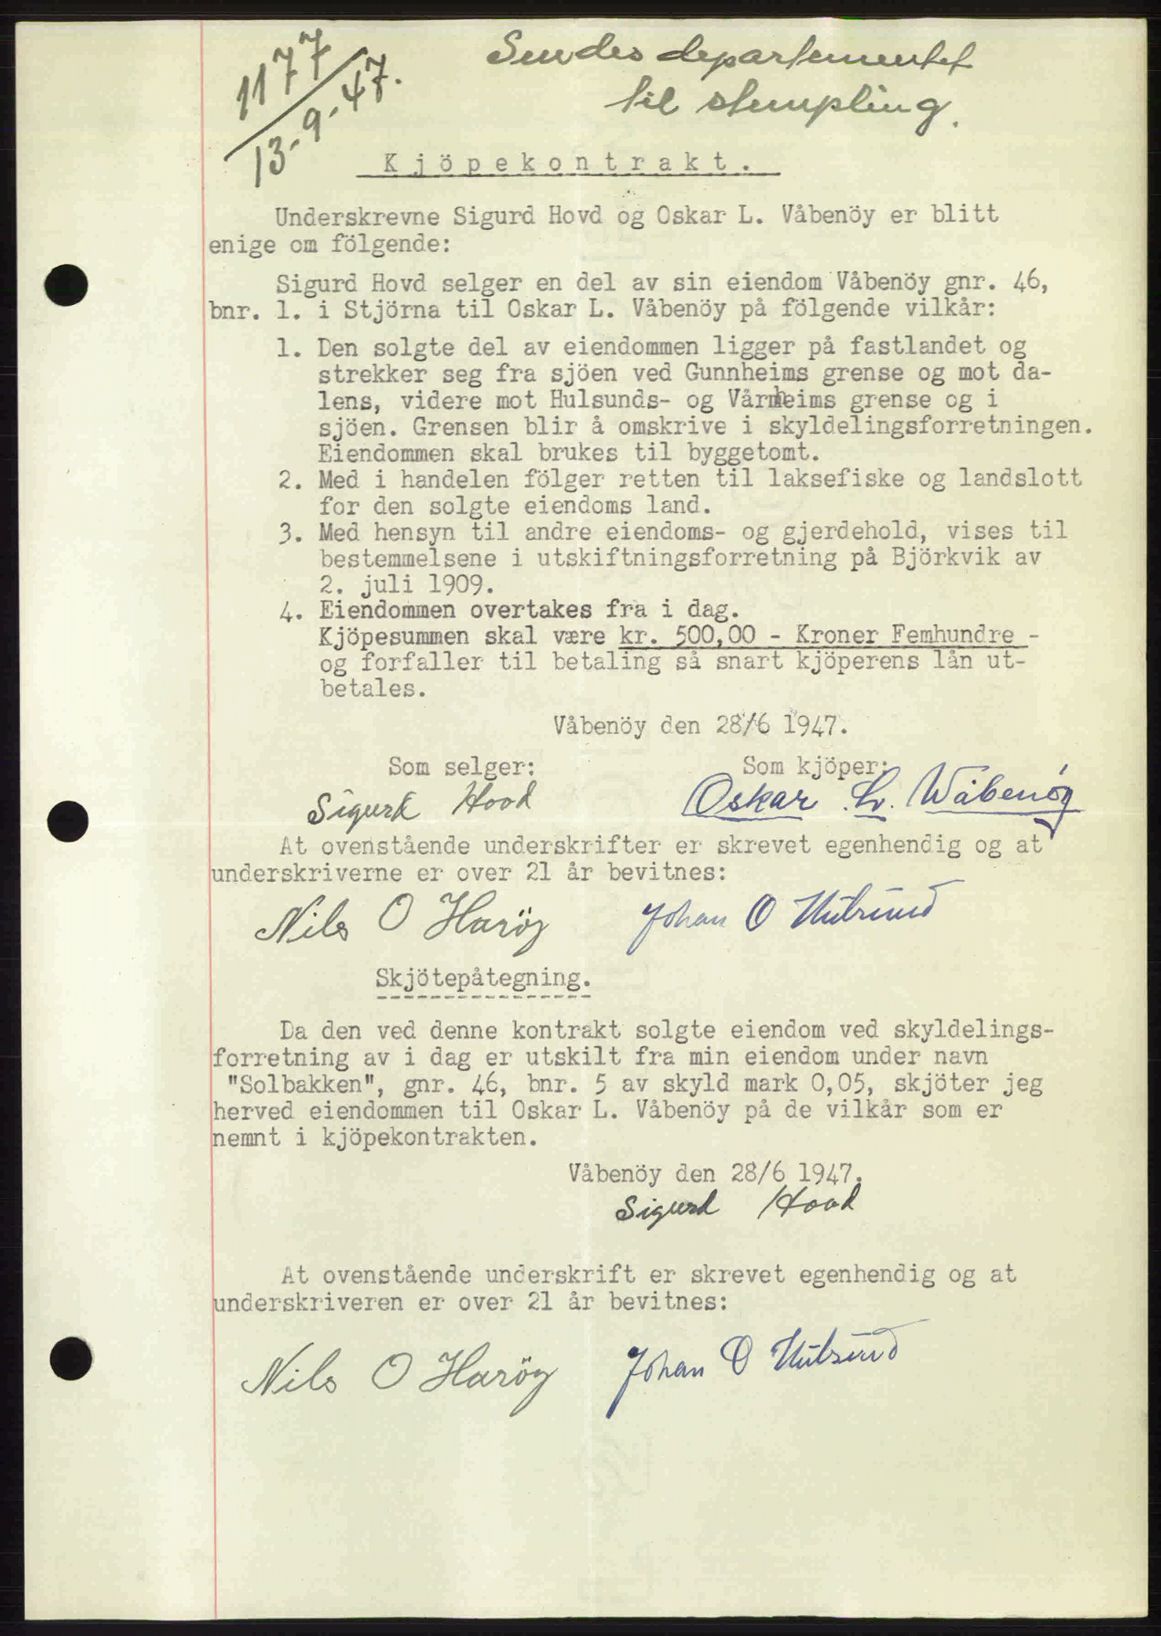 1177
13-9-47.
Sendes departementet
til stempling.
Kjöpekontrakt.
Underskrevne Sigurd Hovd og Oskar L. Våbenöy er blitt
enige om fölgende:
Sigurd Hovd selger en del av sin eiendom Våbenöy gnr. 46,
bnr. 1. i Stjörna til Oskar L. Våbenöy på fölgende vilkår:
1. Den solgte del av eiendommen ligger på fastlandet og
strekker seg fra sjöen ved Gunnheims grense og mot da-
lens, videre mot Hulsunds- og Vårheims grense og i
sjöen. Grensen blir å omskrive i skyldelingsforretningen.
Eiendommen skal brukes til byggetomt.
2. Med i handelen fölger retten til laksefiske og landslott
for den solgte eiendoms land.
3. Med hensyn til andre eiendoms- og gjerdehold, vises til
bestemmelsene i utskiftningsforretning på Björkvik av
2. juli 1909.
4. Eiendommen overtakes fra i dag.
Kjöpesummen skal være kr. 500,00 - Kroner Femhundre -
og forfaller til betaling så snart kjöperens lån ut-
betales.
Våbenöy den 28/6 1947.
Som selger: Som kjöper:
Sigurd Hovd Oskar L. Våbenöy
At ovenstående underskrifter er skrevet egenhendig og at
underskriverne er over 21 år bevitnes:
Nils O Haröy Johan O Hulsund
Skjötepåtegning.
Da den ved denne kontrakt solgte eiendom ved skyldelings-
forretning av i dag er utskilt fra min eiendom under navn
"Solbakken", gnr. 46, bnr. 5 av skyld mark 0,05, skjöter jeg
herved eiendommen til Oskar L. Våbenöy på de vilkår som er
nemnt i kjöpekontrakten.
Våbenöy den 28/6 1947.
Sigurd Hovd
At ovenstående underskrift er skrevet egenhendig og at
underskriveren er over 21 år bevitnes:
Nils O Haröy Johan O Hulsund